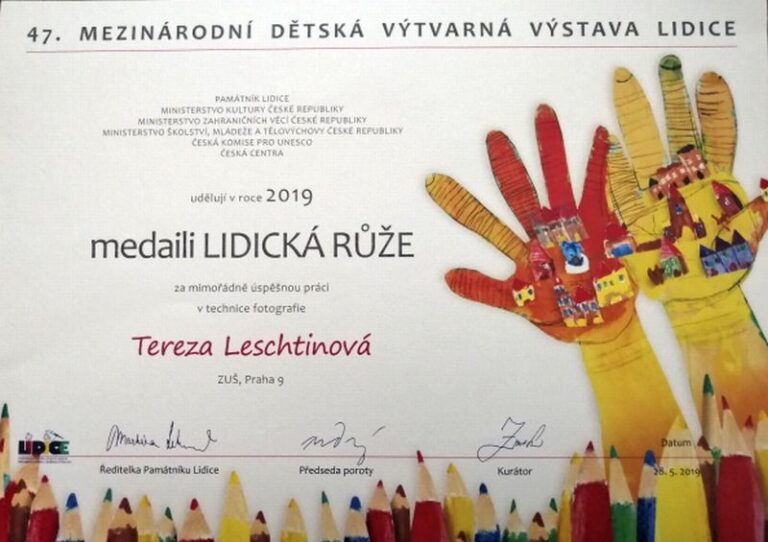 47. MEZINÁRODNÍ DĚTSKÁ VÝTVARNÁ VÝSTAVA LIDICE
PAMÁTNÍK LIDICE
MINISTERSTVO KULTURY ČESKÉ REPUBLIKY
MINISTERSTVO ZAHRANIČNÍCH VĚCÍ ČESKÉ REPUBLIKY
MINISTERSTVO ŠKOLSTVÍ, MLÁDEŽE A TĚLOVÝCHOVY ČESKÉ REPUBLIKY
ČESKÁ KOMISE PRO UNESCO
ČESKÁ CENTRA
udělují v roce 2019
medaili LIDICKÁ RŮŽE
za mimořádně úspěšnou práci
v technice fotografie
Tereza Leschtinová
ZUŠ, Praha 9
LIDICE
Ředitelka Památníku Lidice
Předseda poroty
Kurátor
Datum
28. 5. 2019